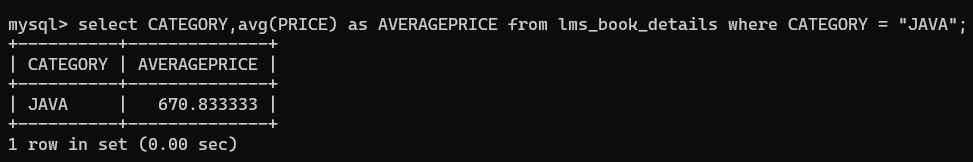 mysql> select CATEGORY,avg(PRICE) as AVERAGEPRICE from lms_book_details where CATEGORY = "JAVA";
+----------+--------------+
| CATEGORY | AVERAGEPRICE |
+----------+--------------+
| JAVA     |   670.833333 |
+----------+--------------+
1 row in set (0.00 sec)